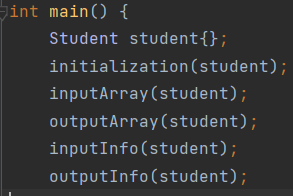 int main() {
    Student student{};
    initialization(student);
    inputArray(student);
    outputArray(student);
    inputInfo(student);
    outputInfo(student);